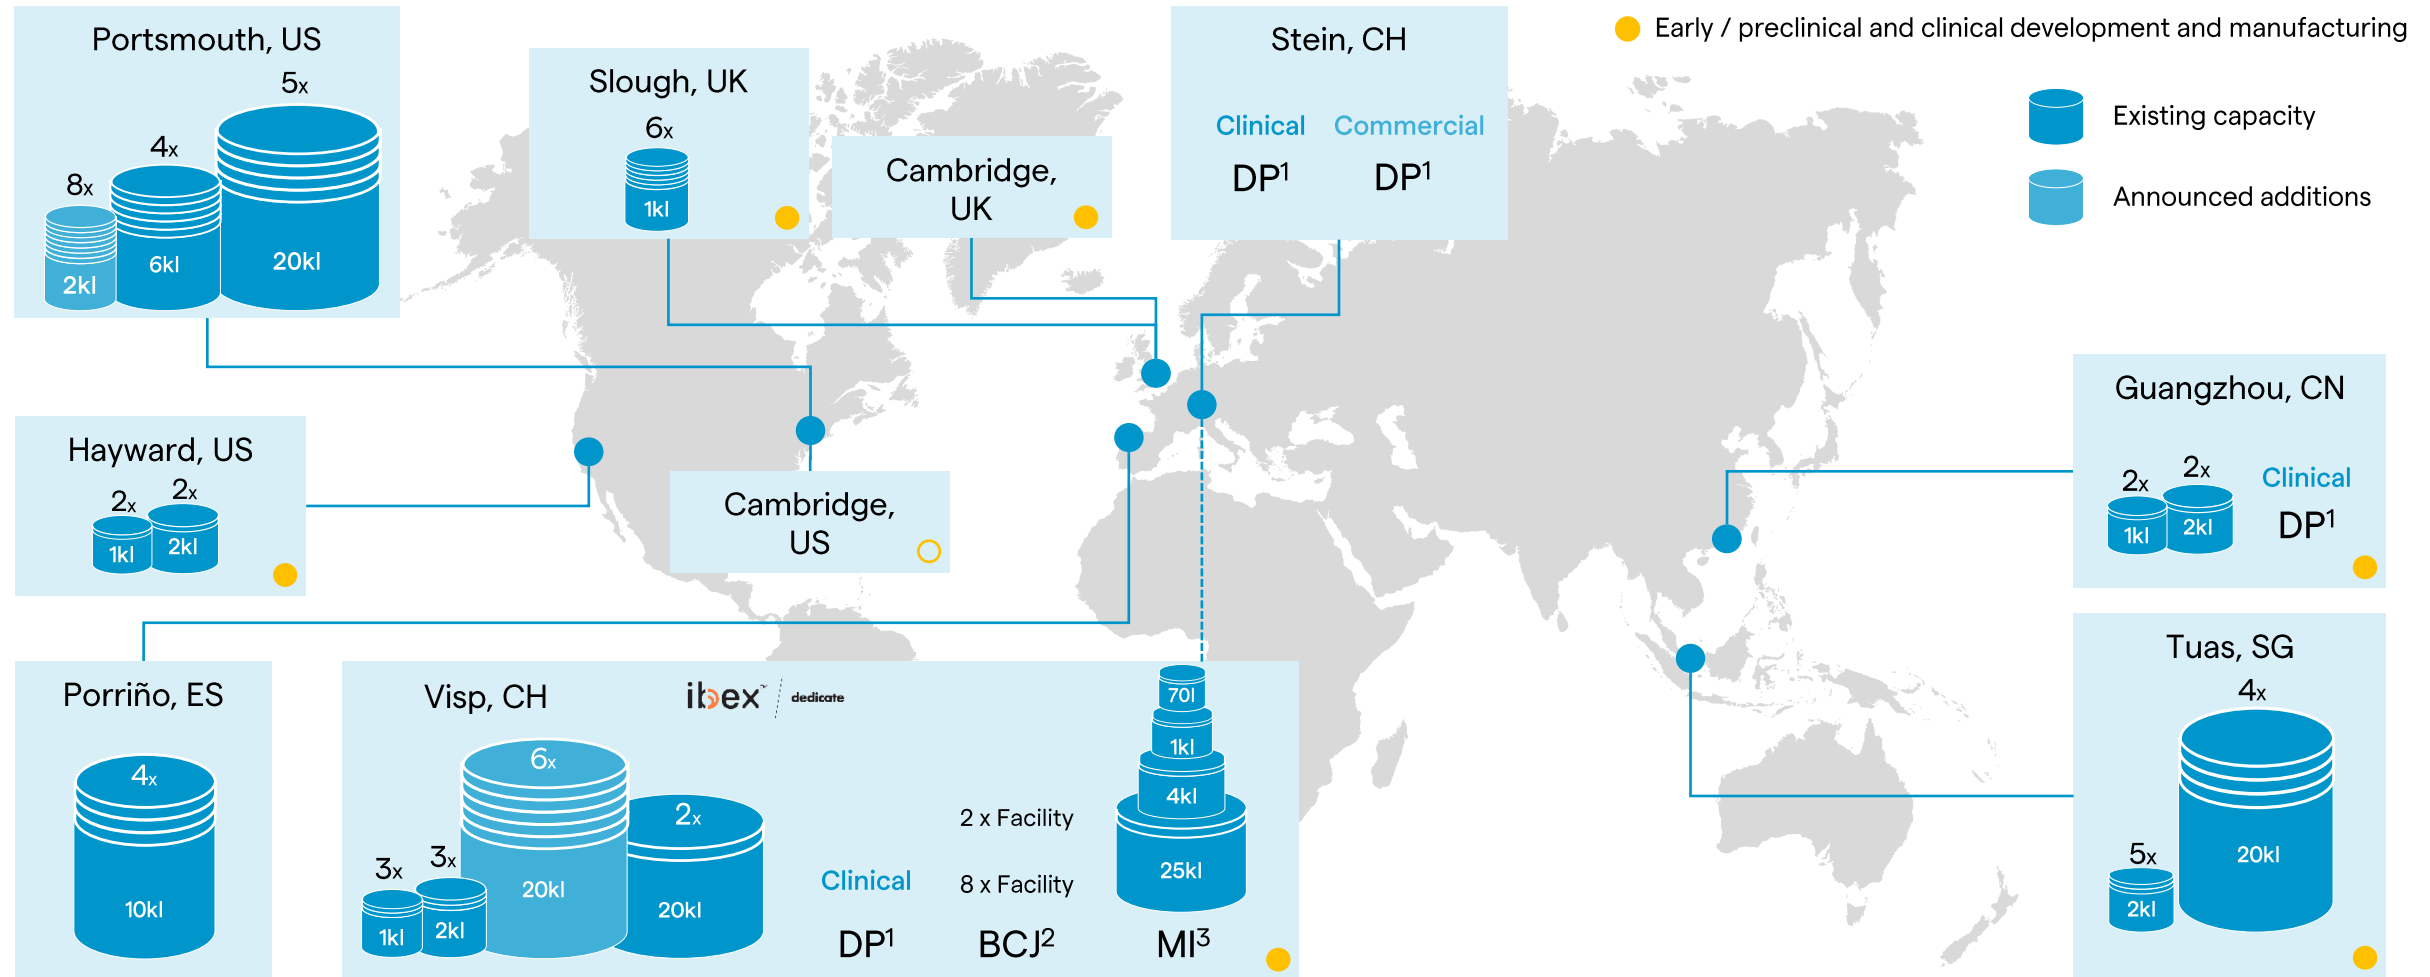 Portsmouth, US
5x
4x
8x
2kl
6kl
20kl
Slough, UK
6x
1kl
Cambridge,
UK
Stein, CH
Clinical
Commercial
DP1
DP1
Early / preclinical and clinical development and manufacturing
Existing capacity
Announced additions
Hayward, US
2x
2x
1kl
2kl
Cambridge,
US
Guangzhou, CN
2x
2x
1kl
2kl
Clinical
DP1
Porriño, ES
4x
10kl
Visp, CH
ibex™ / dedicate
3x
3x
6x
2x
1kl
2kl
20kl
20kl
Clinical
DP1
2 x Facility
8 x Facility
BCJ2
70l
1kl
4kl
25kl
MI3
Tuas, SG
4x
5x
2kl
20kl